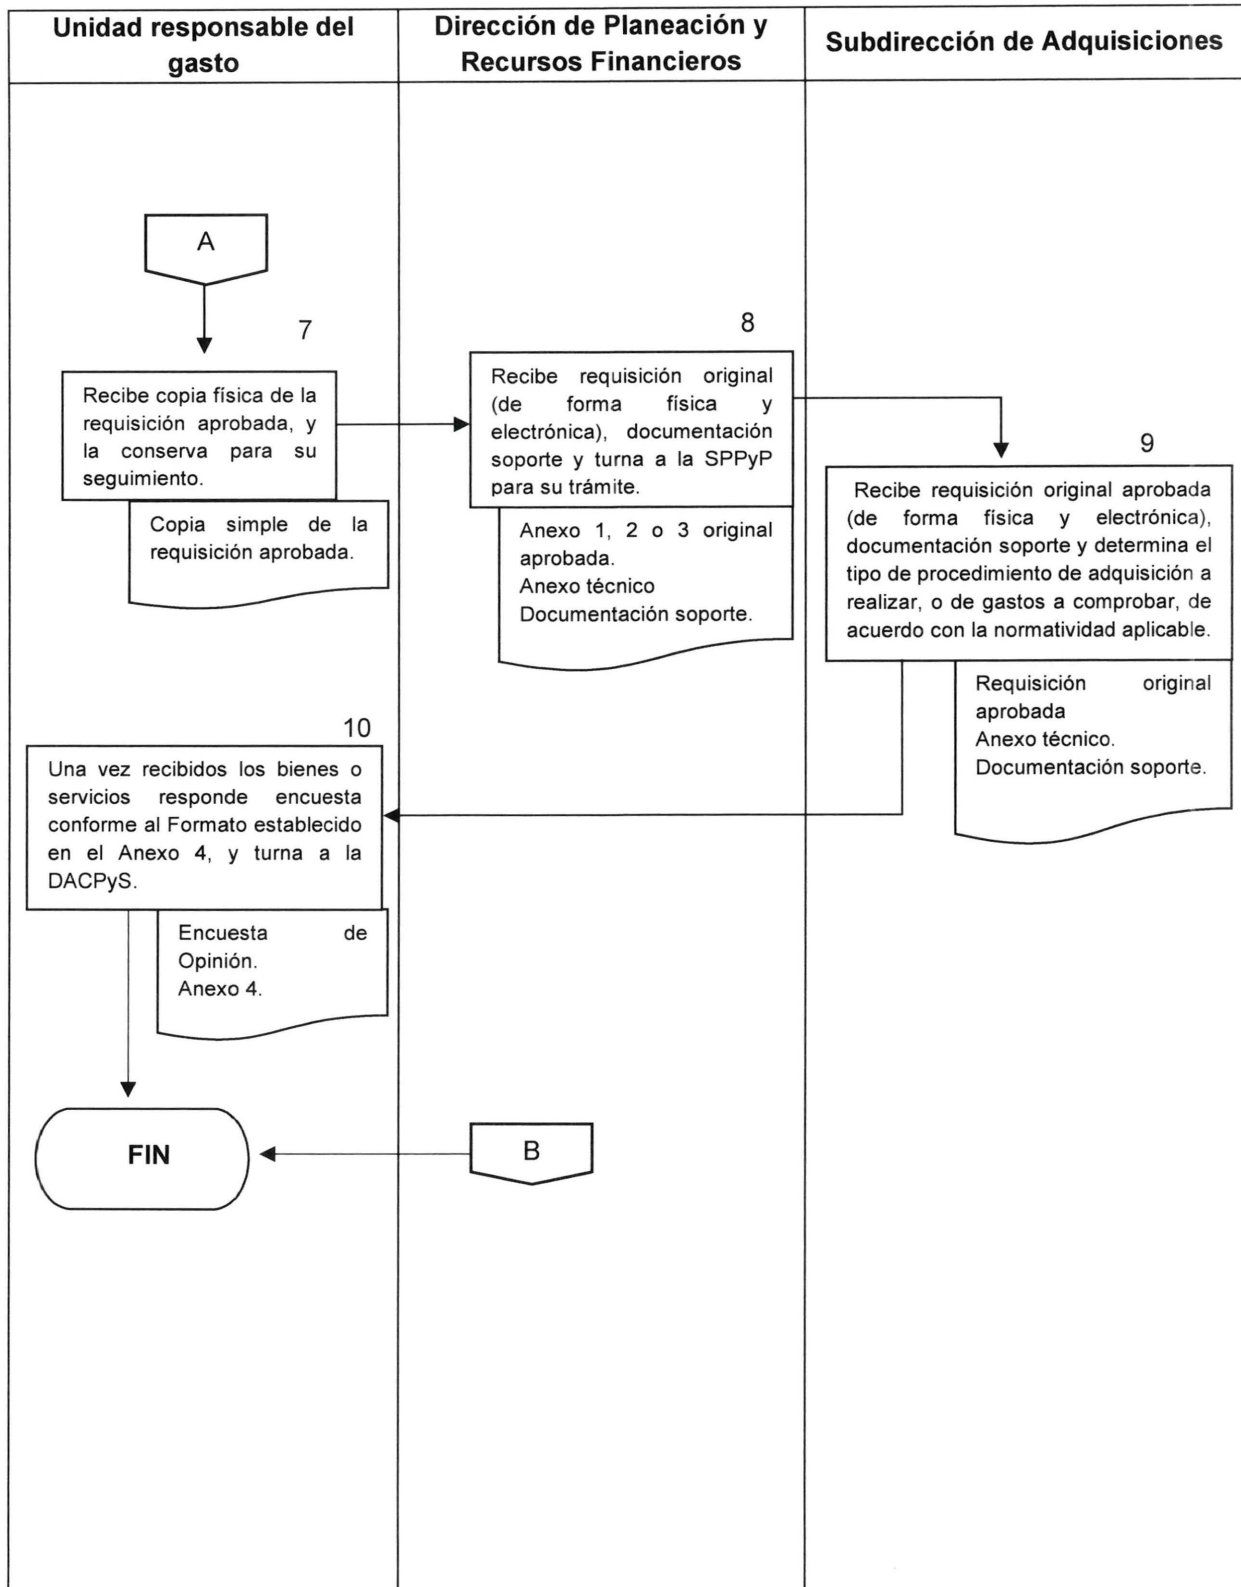 Unidad responsable del
gasto
Dirección de Planeación y
Recursos Financieros
Subdirección de Adquisiciones
A
7
Recibe copia física de la
requisición aprobada, y
la conserva para su
seguimiento.
Copia simple de la
requisición aprobada.
8
Recibe requisición original
(de forma física y
electrónica), documentación
soporte y turna a la SPPyP
para su trámite.
Anexo 1, 2 o 3 original
aprobada.
Anexo técnico
Documentación soporte.
9
Recibe requisición original aprobada
(de forma física y electrónica),
documentación soporte y determina el
tipo de procedimiento de adquisición a
realizar, o de gastos a comprobar, de
acuerdo con la normatividad aplicable.
Requisición original
aprobada
Anexo técnico.
Documentación soporte.
10
Una vez recibidos los bienes o
servicios responde encuesta
conforme al Formato establecido
en el Anexo 4, y turna a la
DACPyS.
Encuesta de
Opinión.
Anexo 4.
FIN
B